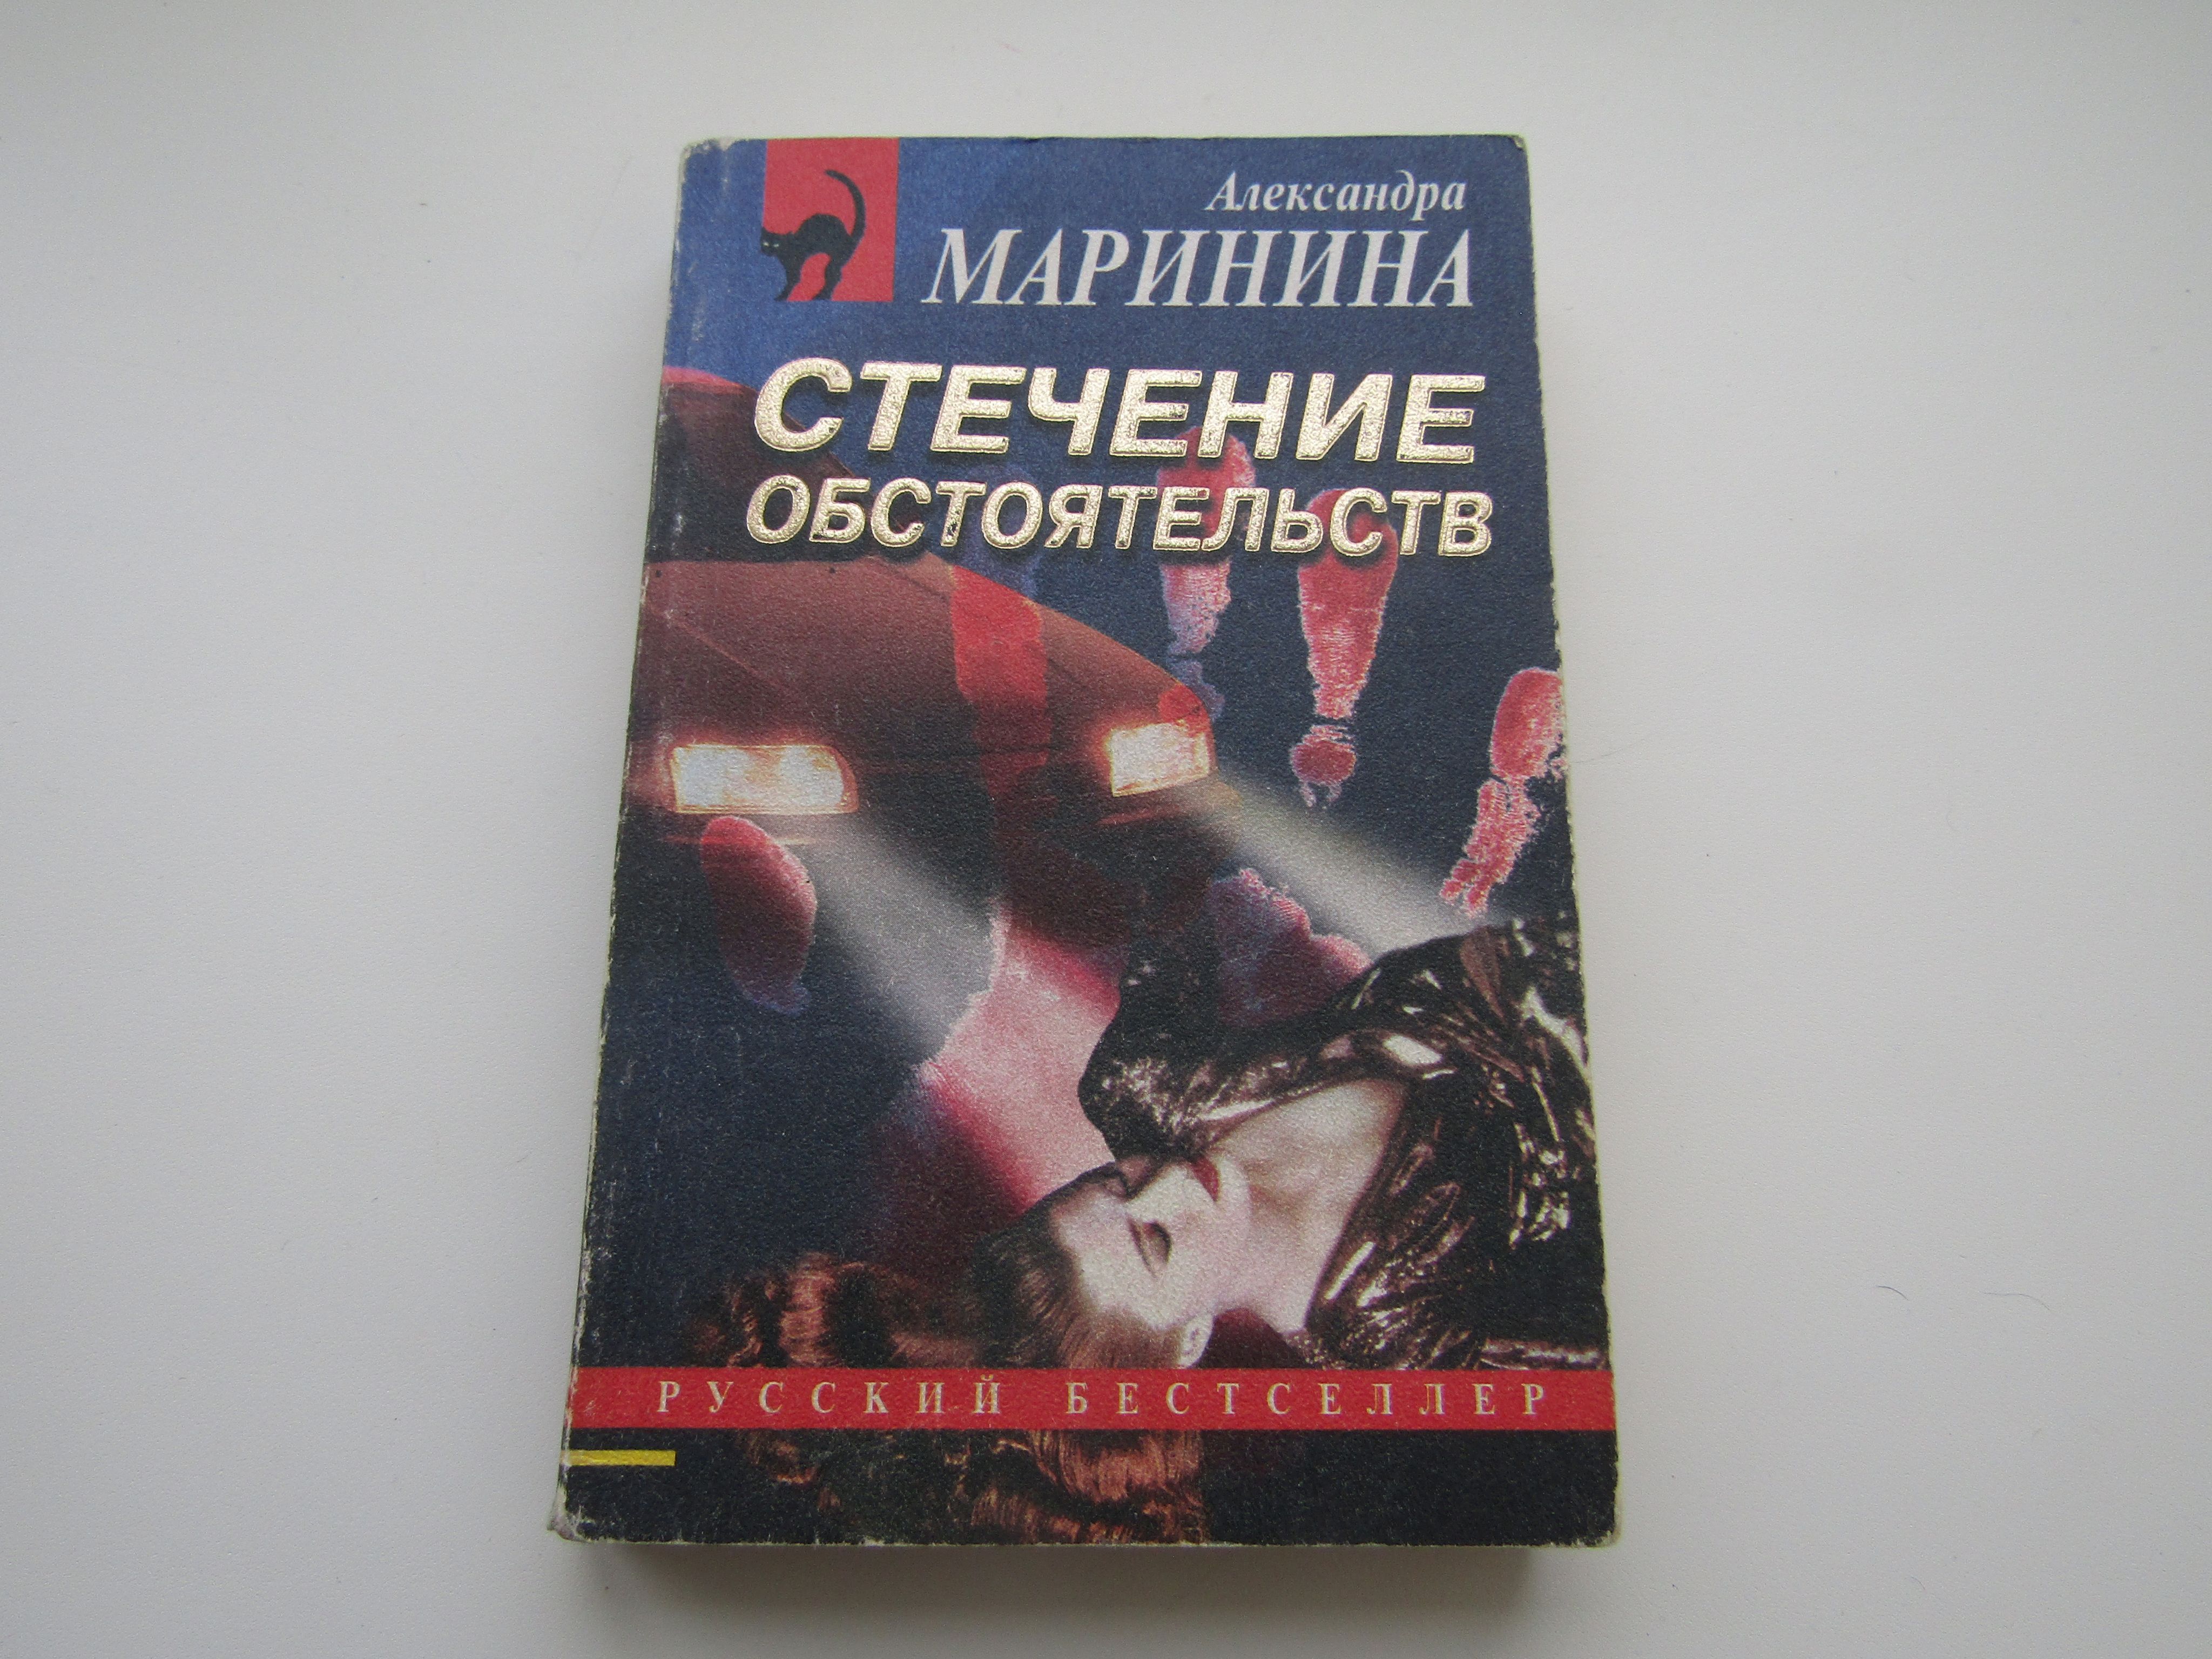 Александра
МАРИНИНА
СТЕЧЕНИЕ
ОБСТОЯТЕЛЬСТВ
РУССКИЙ БЕСТСЕЛЛЕР